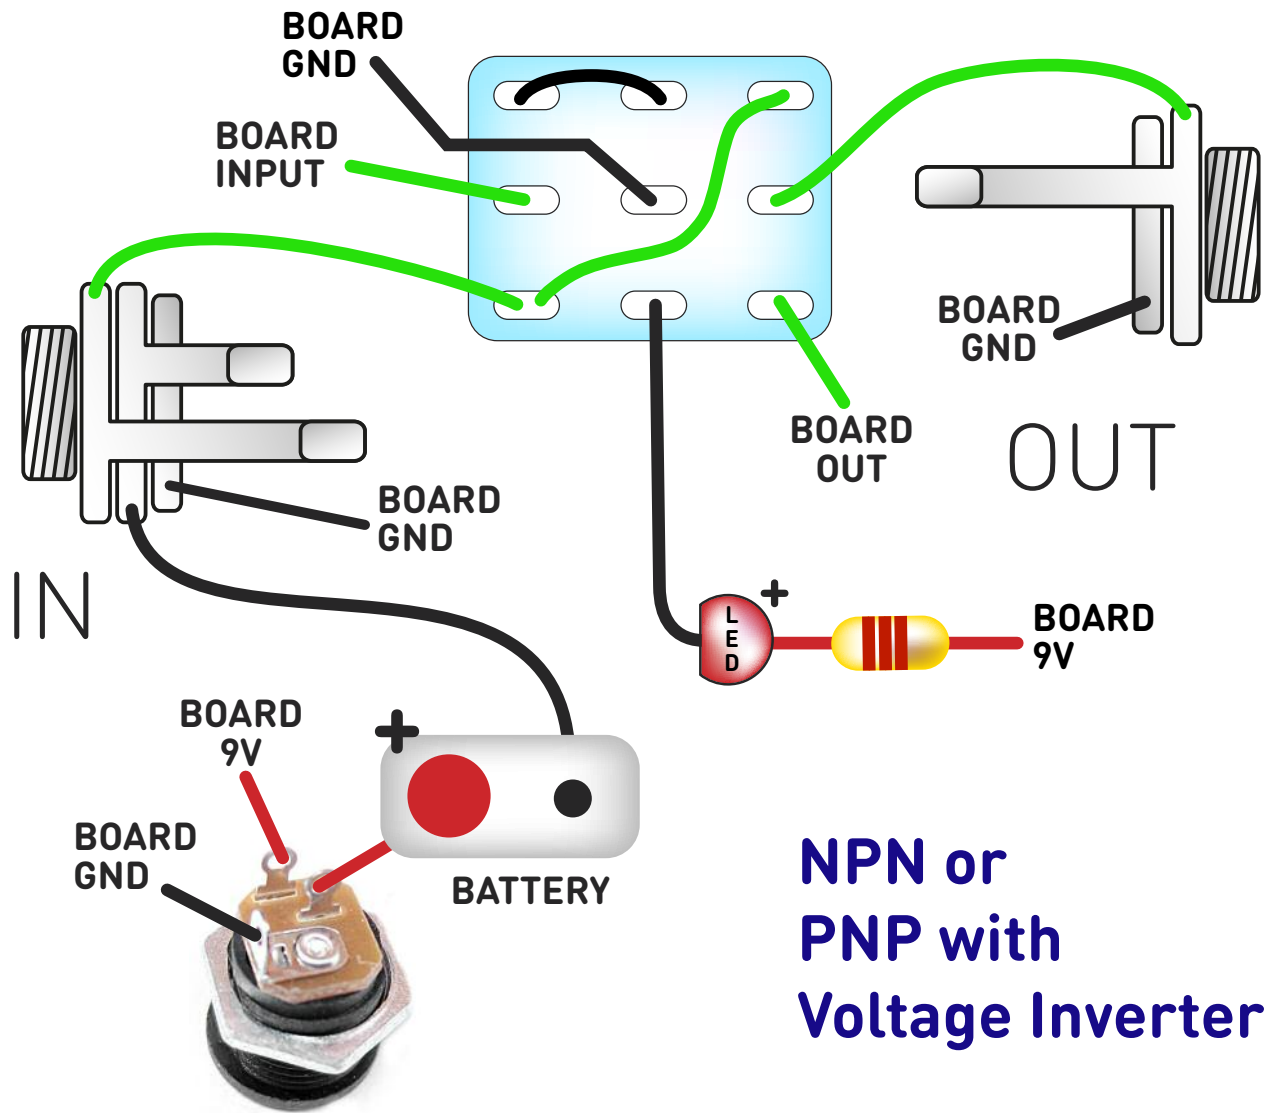 BOARD
GND
BOARD
INPUT
BOARD
GND
OUT
BOARD
OUT
BOARD
GND
IN
+
L
E
D
BOARD
9V
BOARD
9V
+
BOARD
GND
BATTERY
NPN or
PNP with
Voltage Inverter